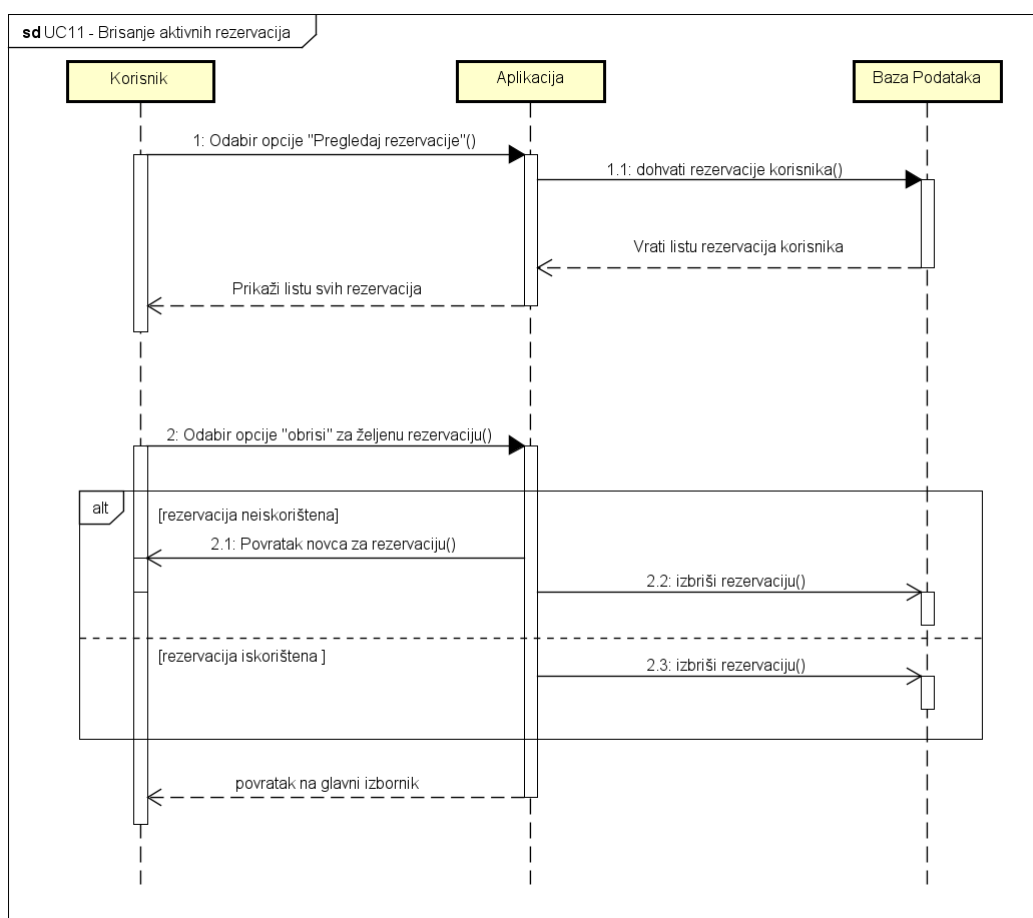 sd UC11 - Brisanje aktivnih rezervacija
Korisnik
Aplikacija
Baza Podataka
1: Odabir opcije "Pregledaj rezervacije"()
1.1: dohvati rezervacije korisnika()
Vrati listu rezervacija korisnika
Prikaži listu svih rezervacija
2: Odabir opcije "obrisi" za željenu rezervaciju()
alt
[rezervacija neiskorištena]
2.1: Povratak novca za rezervaciju()
2.2: izbriši rezervaciju()
[rezervacija iskorištena ]
2.3: izbriši rezervaciju()
povratak na glavni izbornik